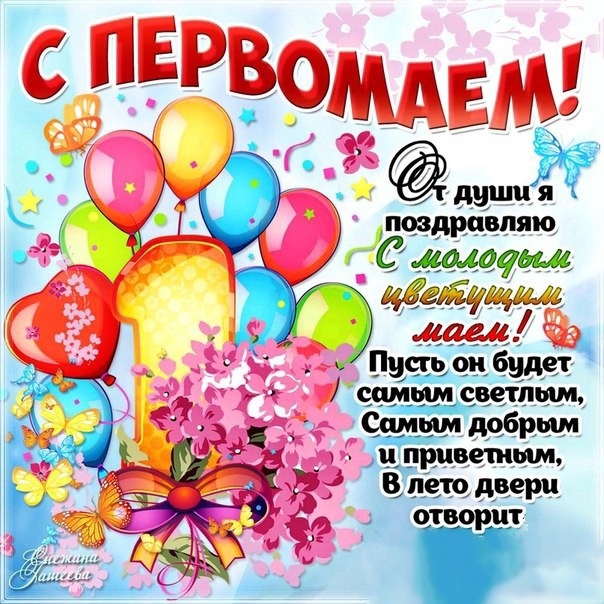 С ПЕРВОМАЕМ!
От души я
поздравляю
С молодым
цветущим
маем!
Пусть он будет
самым светлым,
Самым добрым
и приветным,
В лето двери
отворит
Снежана
Гашеева